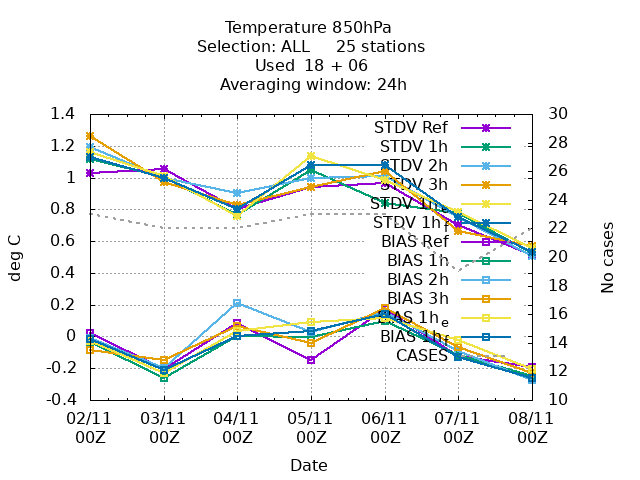 Temperature 850hPa
Selection: ALL     25 stations
Used  18 + 06
Averaging window: 24h
1.4
1.2
1
0.8
0.6
0.4
0.2
0
-0.2
-0.4
deg C
30
28
26
24
22
20
18
16
14
12
10
No cases
STDV Ref
STDV 1h
STDV 2h
STDV 3h
STDV 1h e
STDV 1h f
BIAS Ref
BIAS 1h
BIAS 2h
BIAS 3h
BIAS 1h e
BIAS 1h f
CASES
02/11 03/11 04/11 05/11 06/11 07/11 08/11
00Z 00Z 00Z 00Z 00Z 00Z 00Z
Date